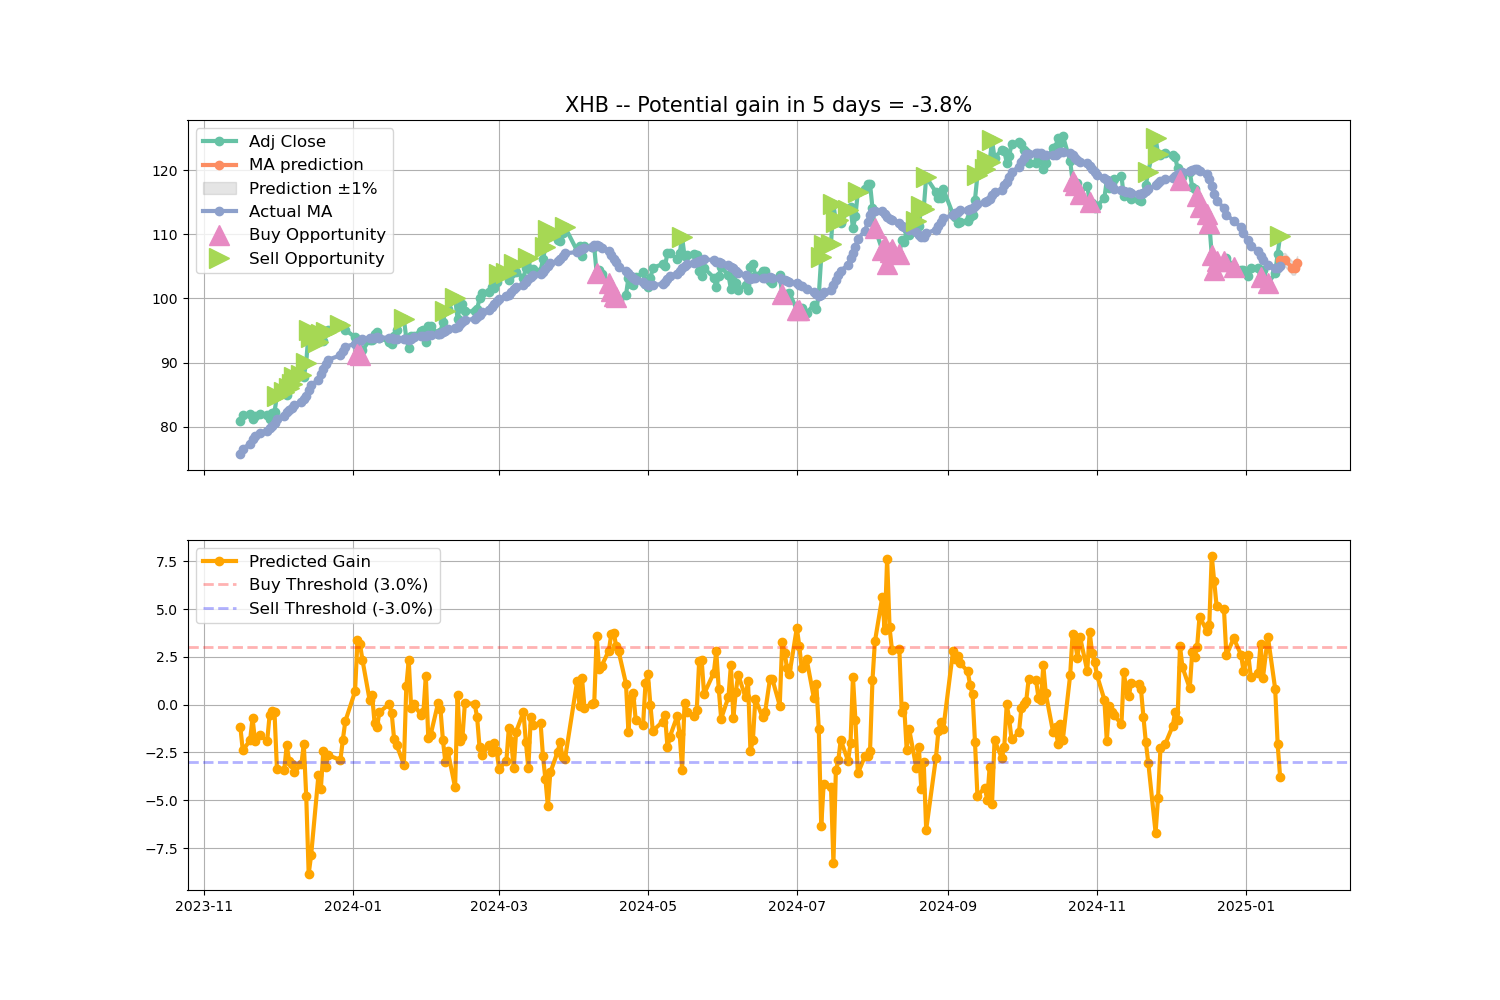 XHB -- Potential gain in 5 days = -3.8%
Adj Close
MA prediction
Prediction ±1%
Actual MA
Buy Opportunity
Sell Opportunity
120
110
100
90
80
Predicted Gain
Buy Threshold (3.0%)
Sell Threshold (-3.0%)
7.5
5.0
2.5
0.0
−2.5
−5.0
−7.5
2023-11
2024-01
2024-03
2024-05
2024-07
2024-09
2024-11
2025-01